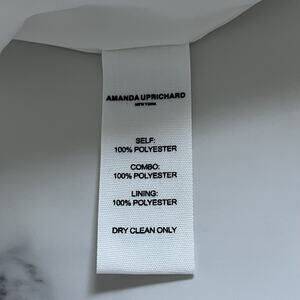 AMANDA UPRICHARD
NEW YORK
SELF:
100% POLYESTER
COMBO:
100% POLYESTER
LINING:
100% POLYESTER
DRY CLEAN ONLY